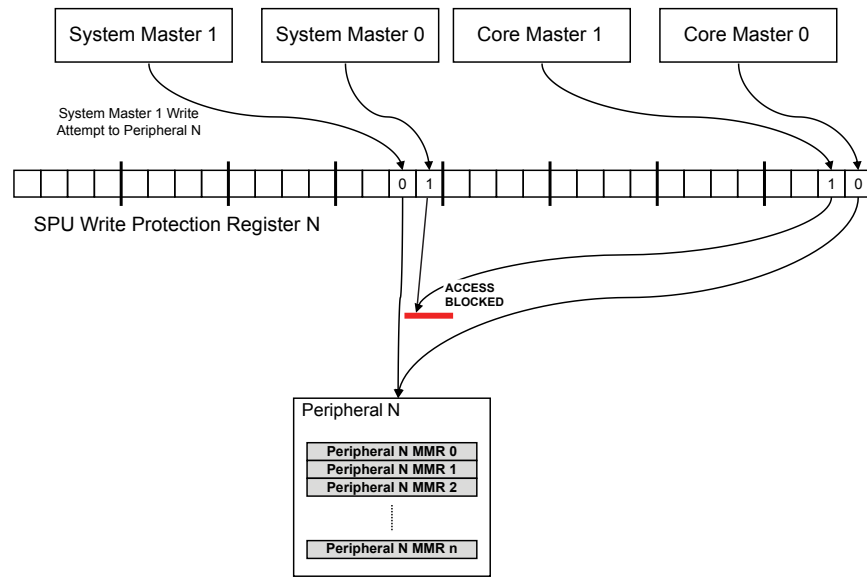 System Master 1
System Master 0
Core Master 1
Core Master 0
System Master 1 Write
Attempt to Peripheral N
0 1 1 0
SPU Write Protection Register N
ACCESS
BLOCKED
Peripheral N
Peripheral N MMR 0
Peripheral N MMR 1
Peripheral N MMR 2
Peripheral N MMR n